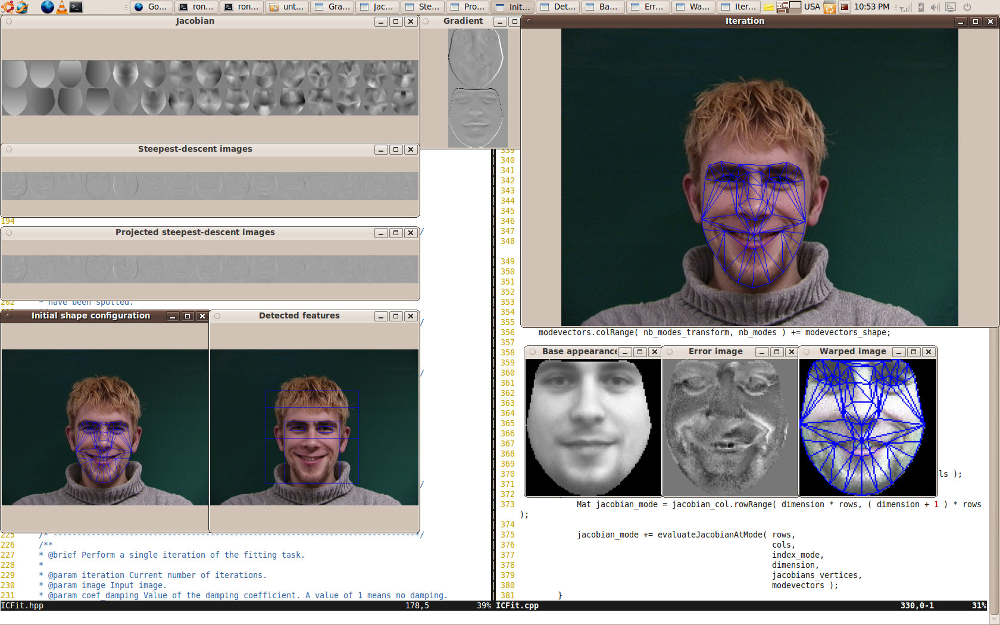 Go... ron... ron... unt... Gra... Jac... Ste... Pro... Init... Det... Ba... Err... Wa... Iter... USA 10:53 PM
Jacobian
Gradient
Iteration
Steepest-descent images
194
Projected steepest-descent images
/
202 * have been spotted.
Initial shape configuration
Detected features
/
/
/
225 /* ----------------------------------------------------------------------------*/
226 /**
227 * @brief Perform a single iteration of the fitting task.
228 *
229 * @param iteration Current number of iterations.
230 * @param image Input image.
231 * @param coef_damping Value of the damping coefficient. A value of 1 means no damping.
ICFit.hpp 178,5 39%
339
340
341
342
343
344
345
346
347
348
349
350
351
352
353
354
355
356 modevectors.colRange( nb_modes_transform, nb_modes ) += modevectors_shape;
357
358
Base appearance
Error image
Warped image
359
360
361
362
363
364
365
366
367
368
369
370 ls );
371
372
373 Mat jacobian_mode = jacobian_col.rowRange( dimension * rows, ( dimension + 1 ) * rows
);
374
375 jacobian_mode += evaluateJacobianAtMode( rows,
376 cols,
377 index_mode,
378 dimension,
379 jacobians_vertices,
380 modevectors );
381 }
ICFit.cpp 330,0-1 31%